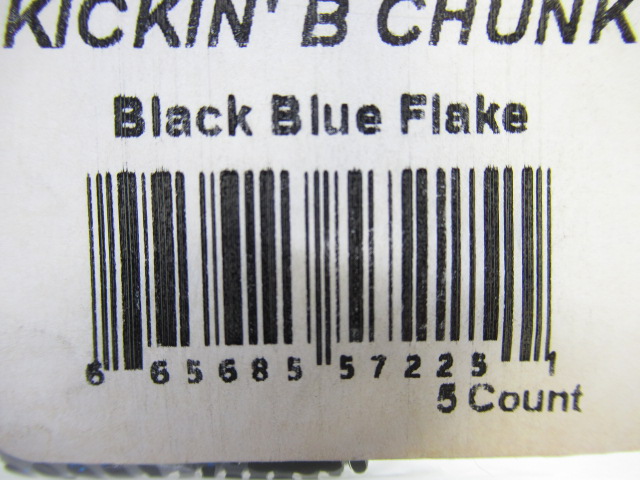 KICKIN' B CHUNK
Black Blue Flake
6 65685 57225 1
5 Count